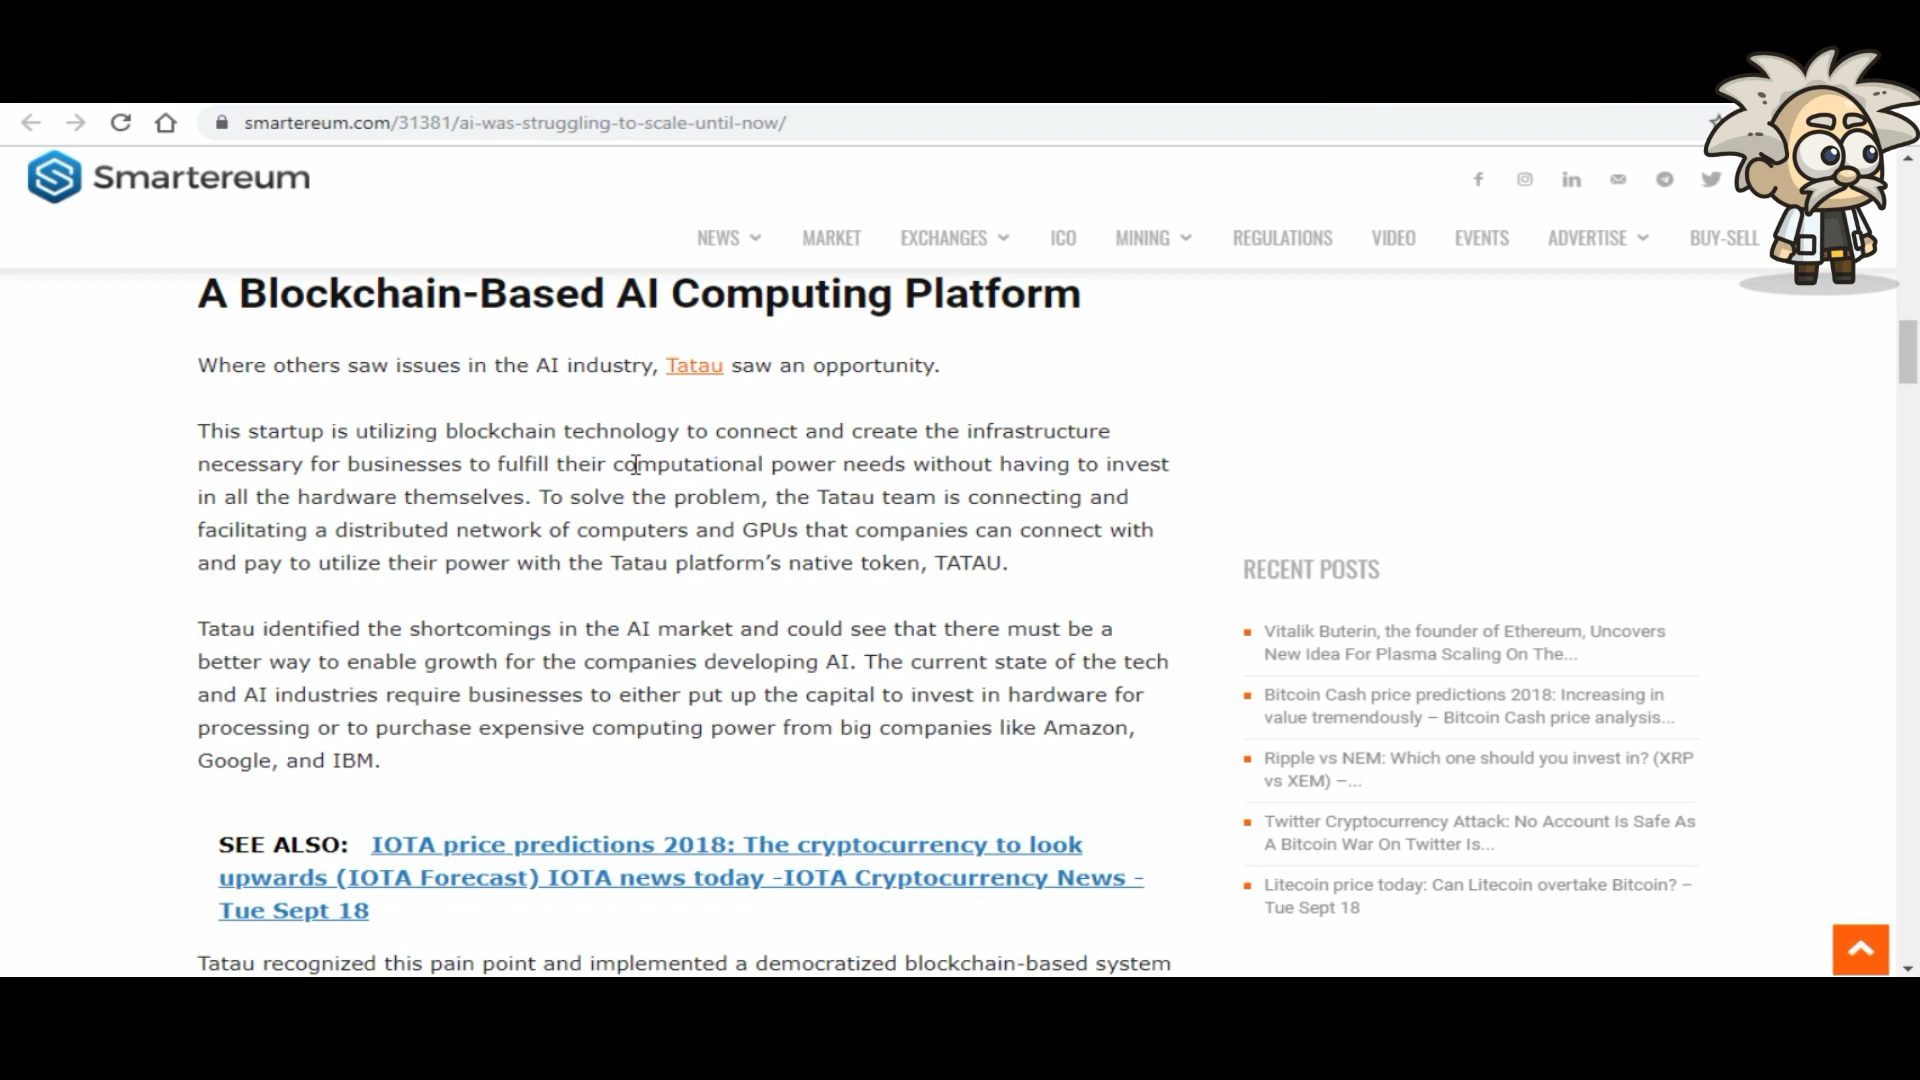 smartereum.com/31381/ai-was-struggling-to-scale-until-now/
Smartereum
NEWS MARKET EXCHANGES ICO MINING REGULATIONS VIDEO EVENTS ADVERTISE BUY-SELL
A Blockchain-Based AI Computing Platform
Where others saw issues in the AI industry, Tatau saw an opportunity.
This startup is utilizing blockchain technology to connect and create the infrastructure
necessary for businesses to fulfill their computational power needs without having to invest
in all the hardware themselves. To solve the problem, the Tatau team is connecting and
facilitating a distributed network of computers and GPUs that companies can connect with
and pay to utilize their power with the Tatau platform’s native token, TATAU.
Tatau identified the shortcomings in the AI market and could see that there must be a
better way to enable growth for the companies developing AI. The current state of the tech
and AI industries require businesses to either put up the capital to invest in hardware for
processing or to purchase expensive computing power from big companies like Amazon,
Google, and IBM.
SEE ALSO: IOTA price predictions 2018: The cryptocurrency to look
upwards (IOTA Forecast) IOTA news today -IOTA Cryptocurrency News -
Tue Sept 18
Tatau recognized this pain point and implemented a democratized blockchain-based system
RECENT POSTS
Vitalik Buterin, the founder of Ethereum, Uncovers
New Idea For Plasma Scaling On The...
Bitcoin Cash price predictions 2018: Increasing in
value tremendously – Bitcoin Cash price analysis...
Ripple vs NEM: Which one should you invest in? (XRP
vs XEM) –...
Twitter Cryptocurrency Attack: No Account Is Safe As
A Bitcoin War On Twitter Is...
Litecoin price today: Can Litecoin overtake Bitcoin? –
Tue Sept 18